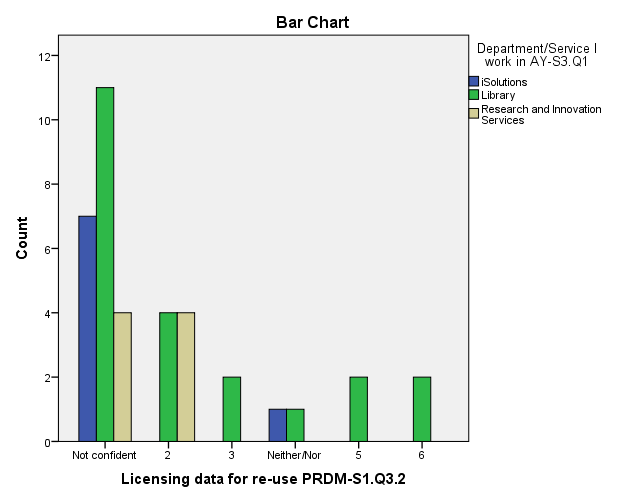 Bar Chart
Department/Service I
work in AY-S3.Q1
iSolutions
Library
Research and Innovation
Services
Count
12
10
8
6
4
2
0
Not confident
2
3
Neither/Nor
5
6
Licensing data for re-use PRDM-S1.Q3.2